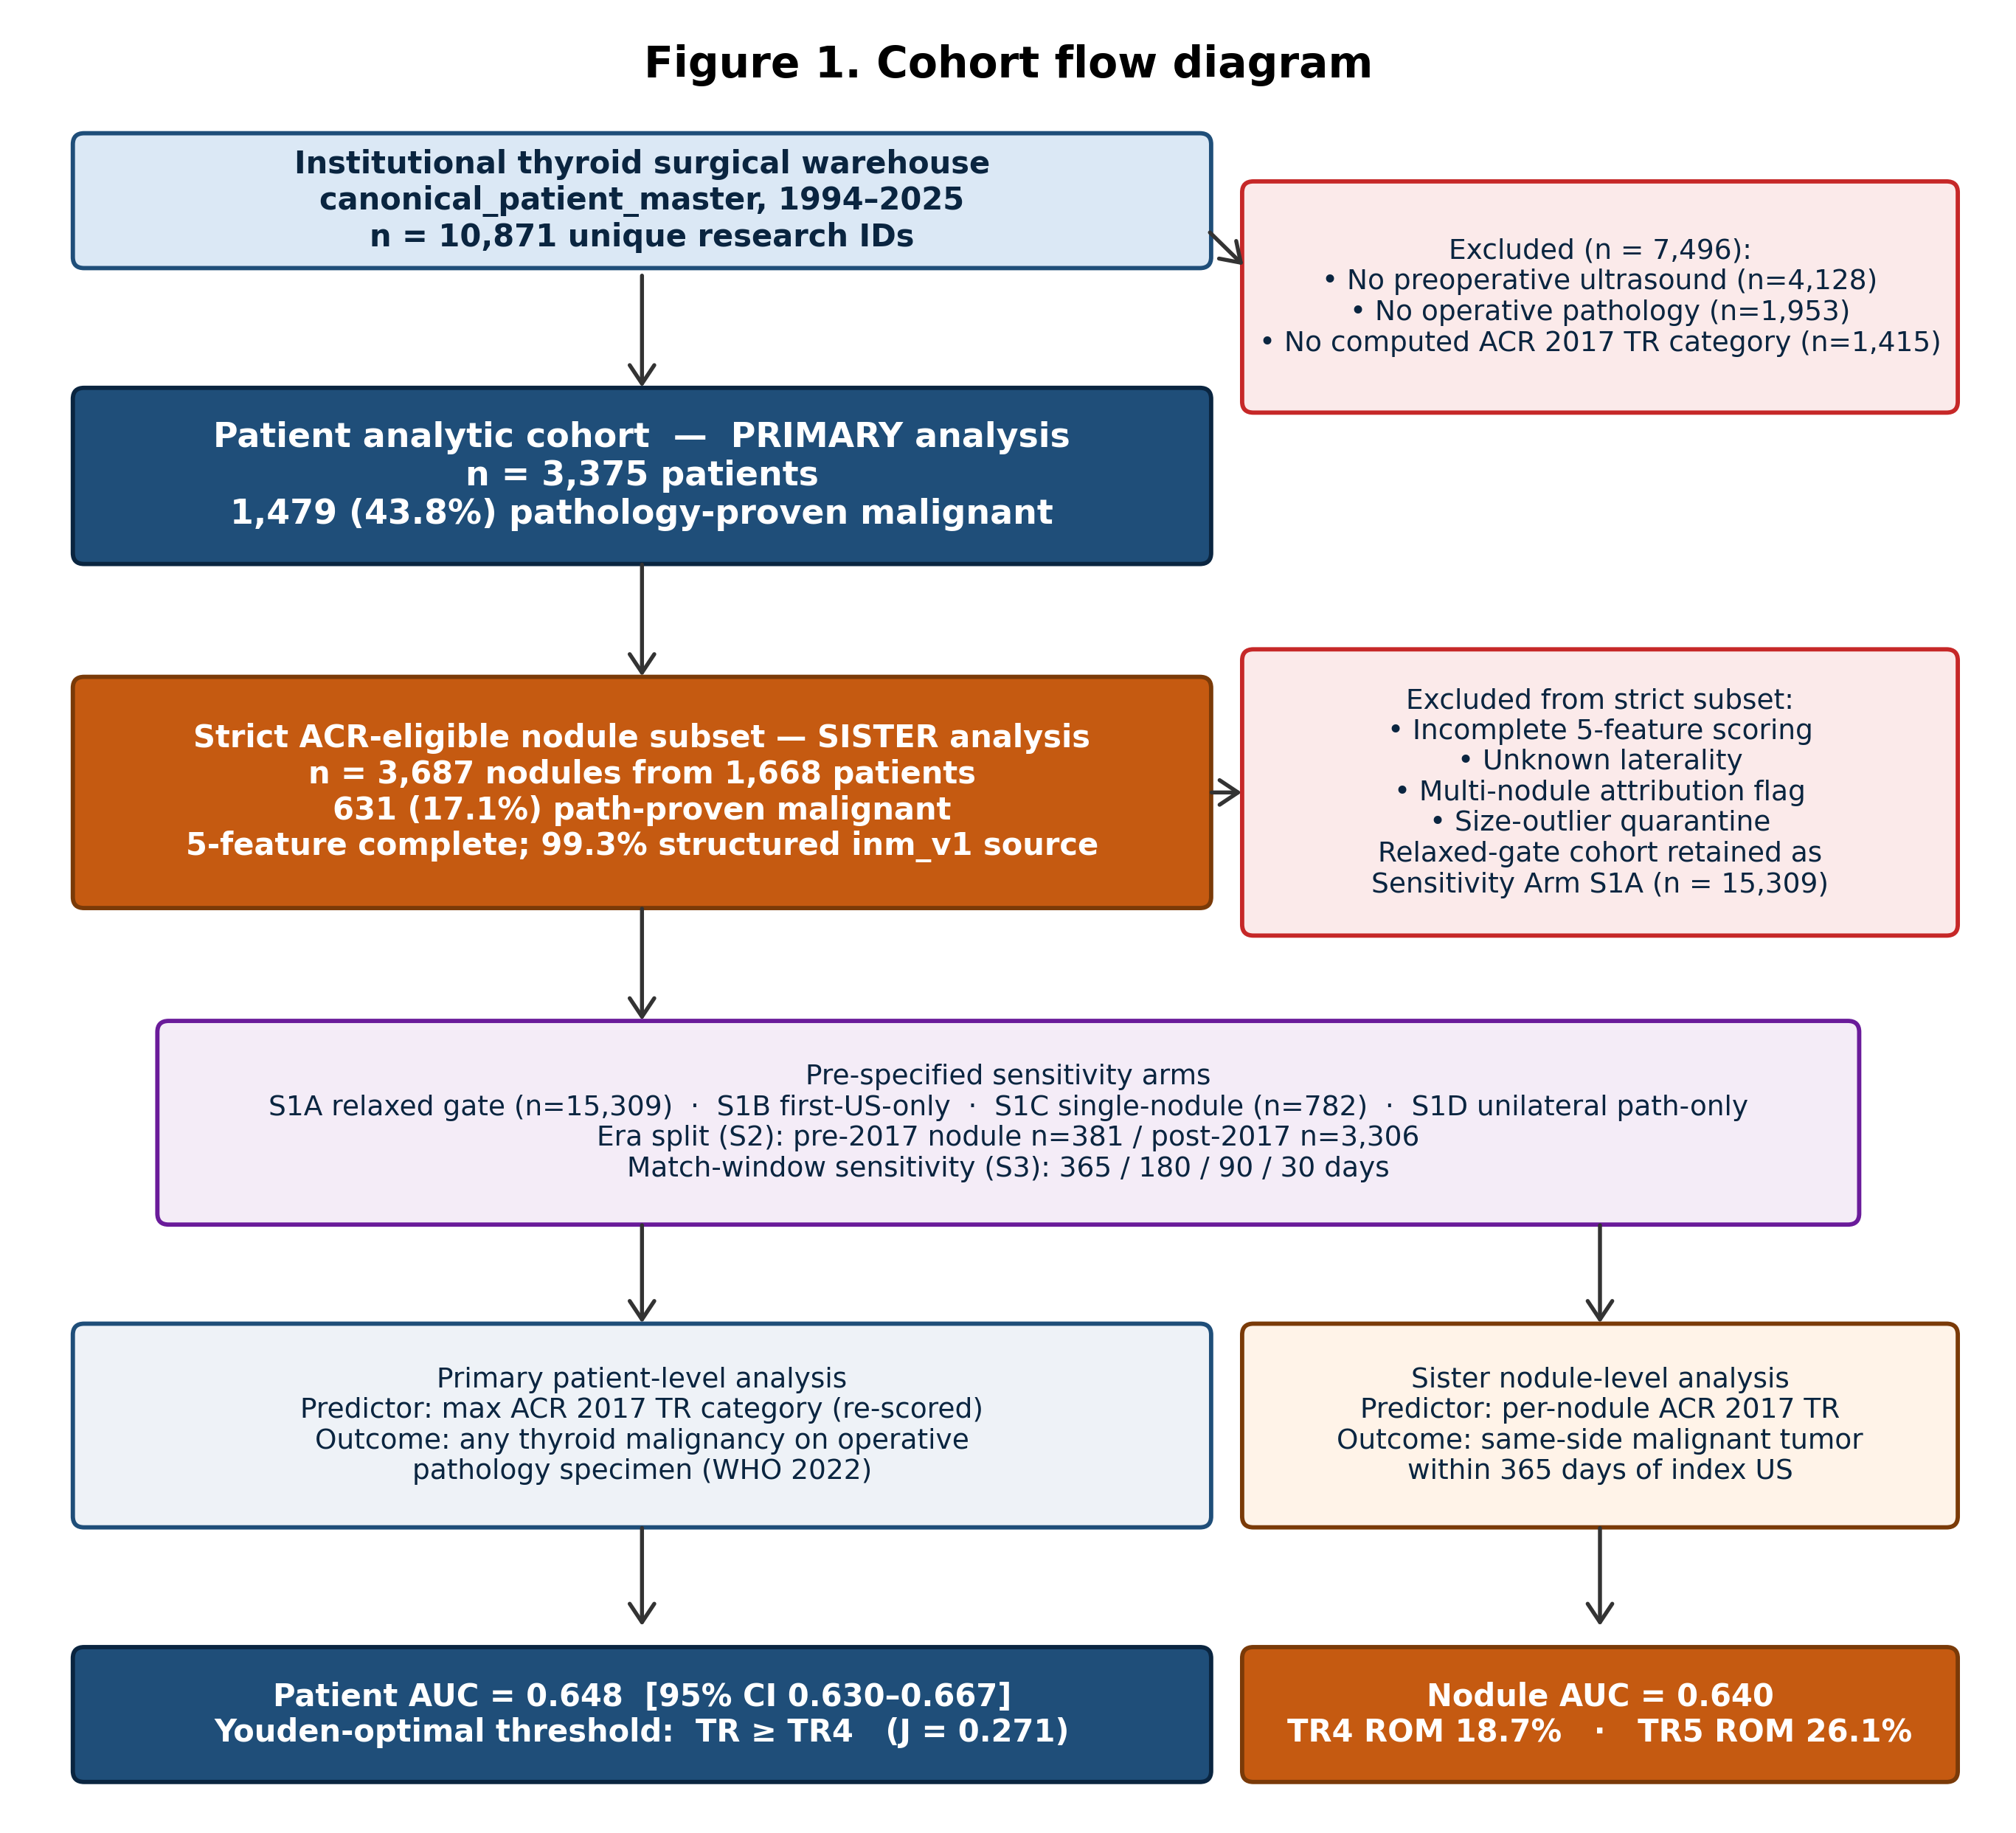 Figure 1. Cohort flow diagram
Institutional thyroid surgical warehouse
canonical_patient_master, 1994–2025
n = 10,871 unique research IDs
Excluded (n = 7,496):
• No preoperative ultrasound (n=4,128)
• No operative pathology (n=1,953)
• No computed ACR 2017 TR category (n=1,415)
Patient analytic cohort — PRIMARY analysis
n = 3,375 patients
1,479 (43.8%) pathology-proven malignant
Strict ACR-eligible nodule subset — SISTER analysis
n = 3,687 nodules from 1,668 patients
631 (17.1%) path-proven malignant
5-feature complete; 99.3% structured inm_v1 source
Excluded from strict subset:
• Incomplete 5-feature scoring
• Unknown laterality
• Multi-nodule attribution flag
• Size-outlier quarantine
Relaxed-gate cohort retained as
Sensitivity Arm S1A (n = 15,309)
Pre-specified sensitivity arms
S1A relaxed gate (n=15,309) · S1B first-US-only · S1C single-nodule (n=782) · S1D unilateral path-only
Era split (S2): pre-2017 nodule n=381 / post-2017 n=3,306
Match-window sensitivity (S3): 365 / 180 / 90 / 30 days
Primary patient-level analysis
Predictor: max ACR 2017 TR category (re-scored)
Outcome: any thyroid malignancy on operative
pathology specimen (WHO 2022)
Sister nodule-level analysis
Predictor: per-nodule ACR 2017 TR
Outcome: same-side malignant tumor
within 365 days of index US
Patient AUC = 0.648 [95% CI 0.630–0.667]
Youden-optimal threshold: TR ≥ TR4 (J = 0.271)
Nodule AUC = 0.640
TR4 ROM 18.7% · TR5 ROM 26.1%